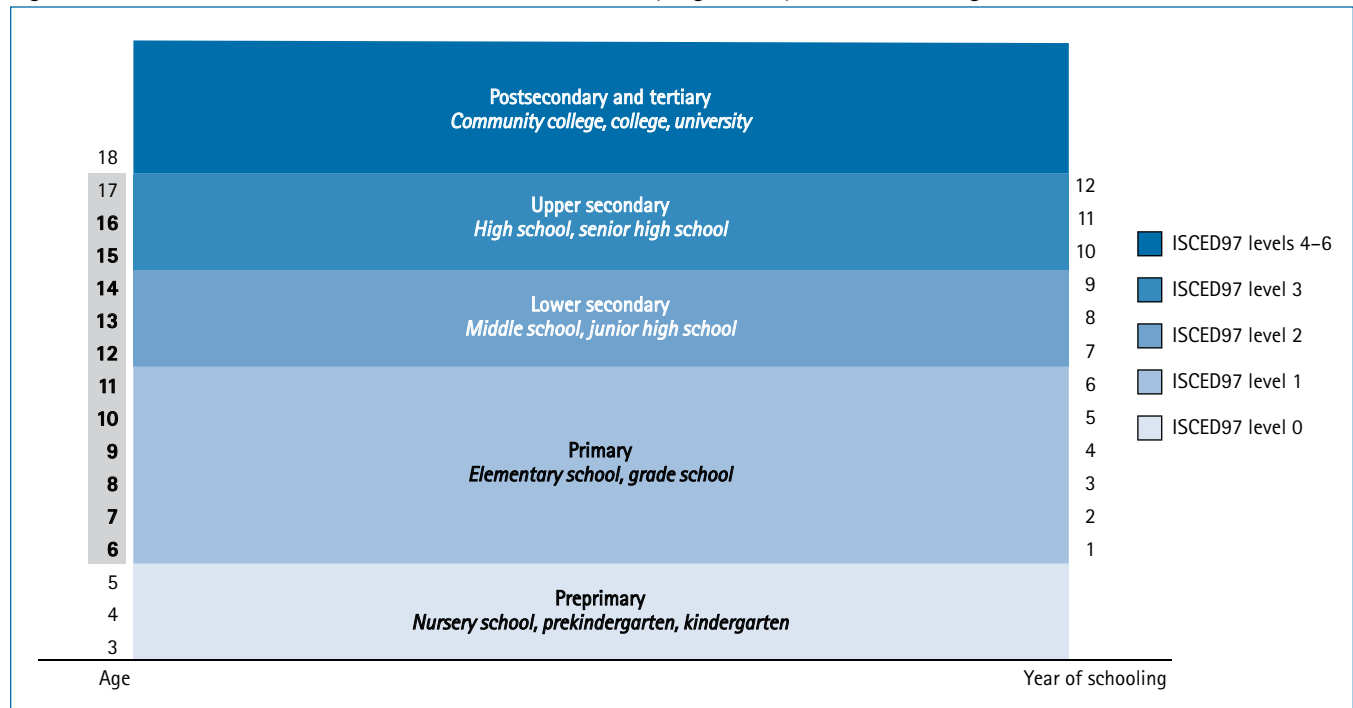 Postsecondary and tertiary
Community college, college, university
18
17
16
15
14
13
12
11
10
9
8
7
6
5
4
3
Upper secondary
High school, senior high school
Lower secondary
Middle school, junior high school
Primary
Elementary school, grade school
Preprimary
Nursery school, prekindergarten, kindergarten
12
11
10
9
8
7
6
5
4
3
2
1
ISCED97 levels 4–6
ISCED97 level 3
ISCED97 level 2
ISCED97 level 1
ISCED97 level 0
Age
Year of schooling